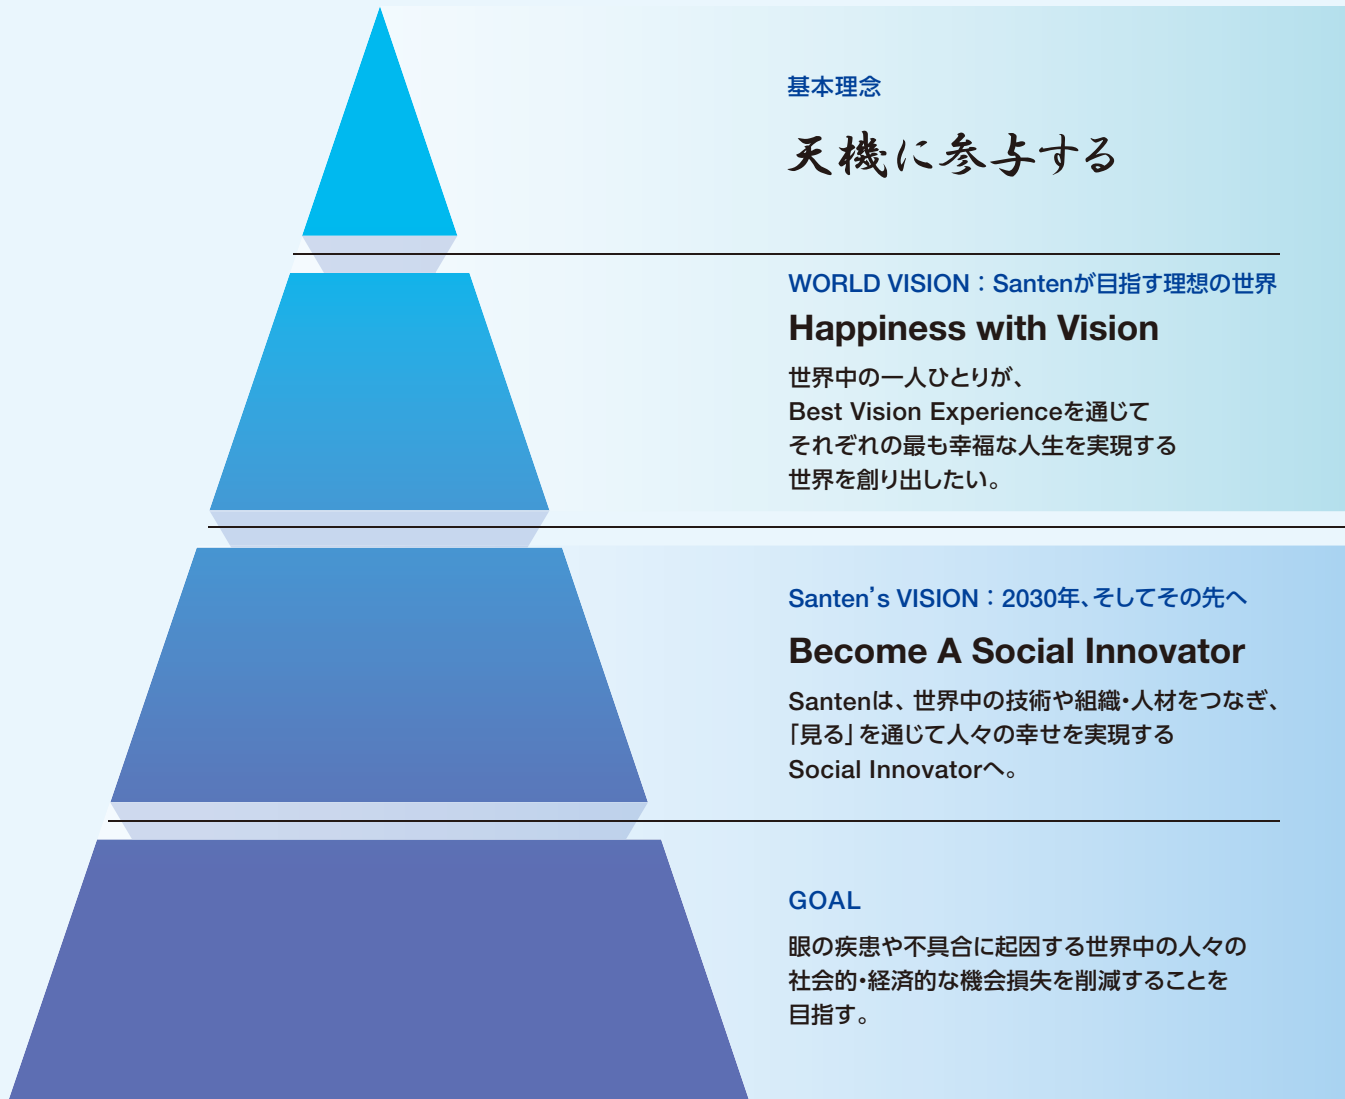 基本理念
天機に参与する
WORLD VISION：Santenが目指す理想の世界
Happiness with Vision
世界中の一人ひとりが、
Best Vision Experienceを通じて
それぞれの最も幸福な人生を実現する
世界を創り出したい。
Santen’s VISION：2030年、そしてその先へ
Become A Social Innovator
Santenは、世界中の技術や組織・人材をつなぎ、
「見る」を通じて人々の幸せを実現する
Social Innovatorへ。
GOAL
眼の疾患や不具合に起因する世界中の人々の
社会的・経済的な機会損失を削減することを
目指す。